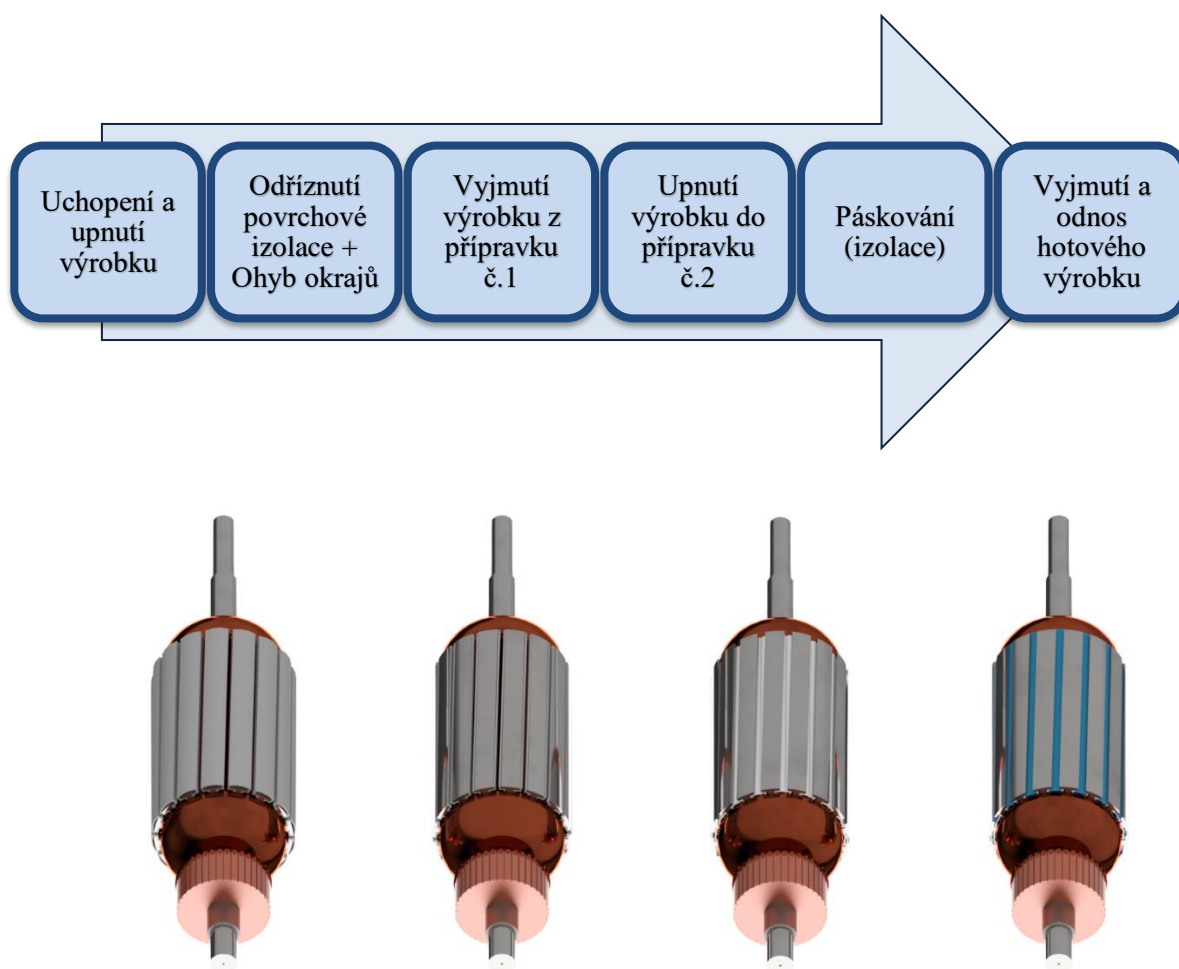 Uchopení a
upnutí
výrobku
Odříznutí
povrchové
izolace +
Ohyb okrajů
Vyjmutí
výrobku z
přípravku
č.1
Upnutí
výrobku do
přípravku
č.2
Páskování
(izolace)
Vyjmutí a
odnos
hotového
výrobku